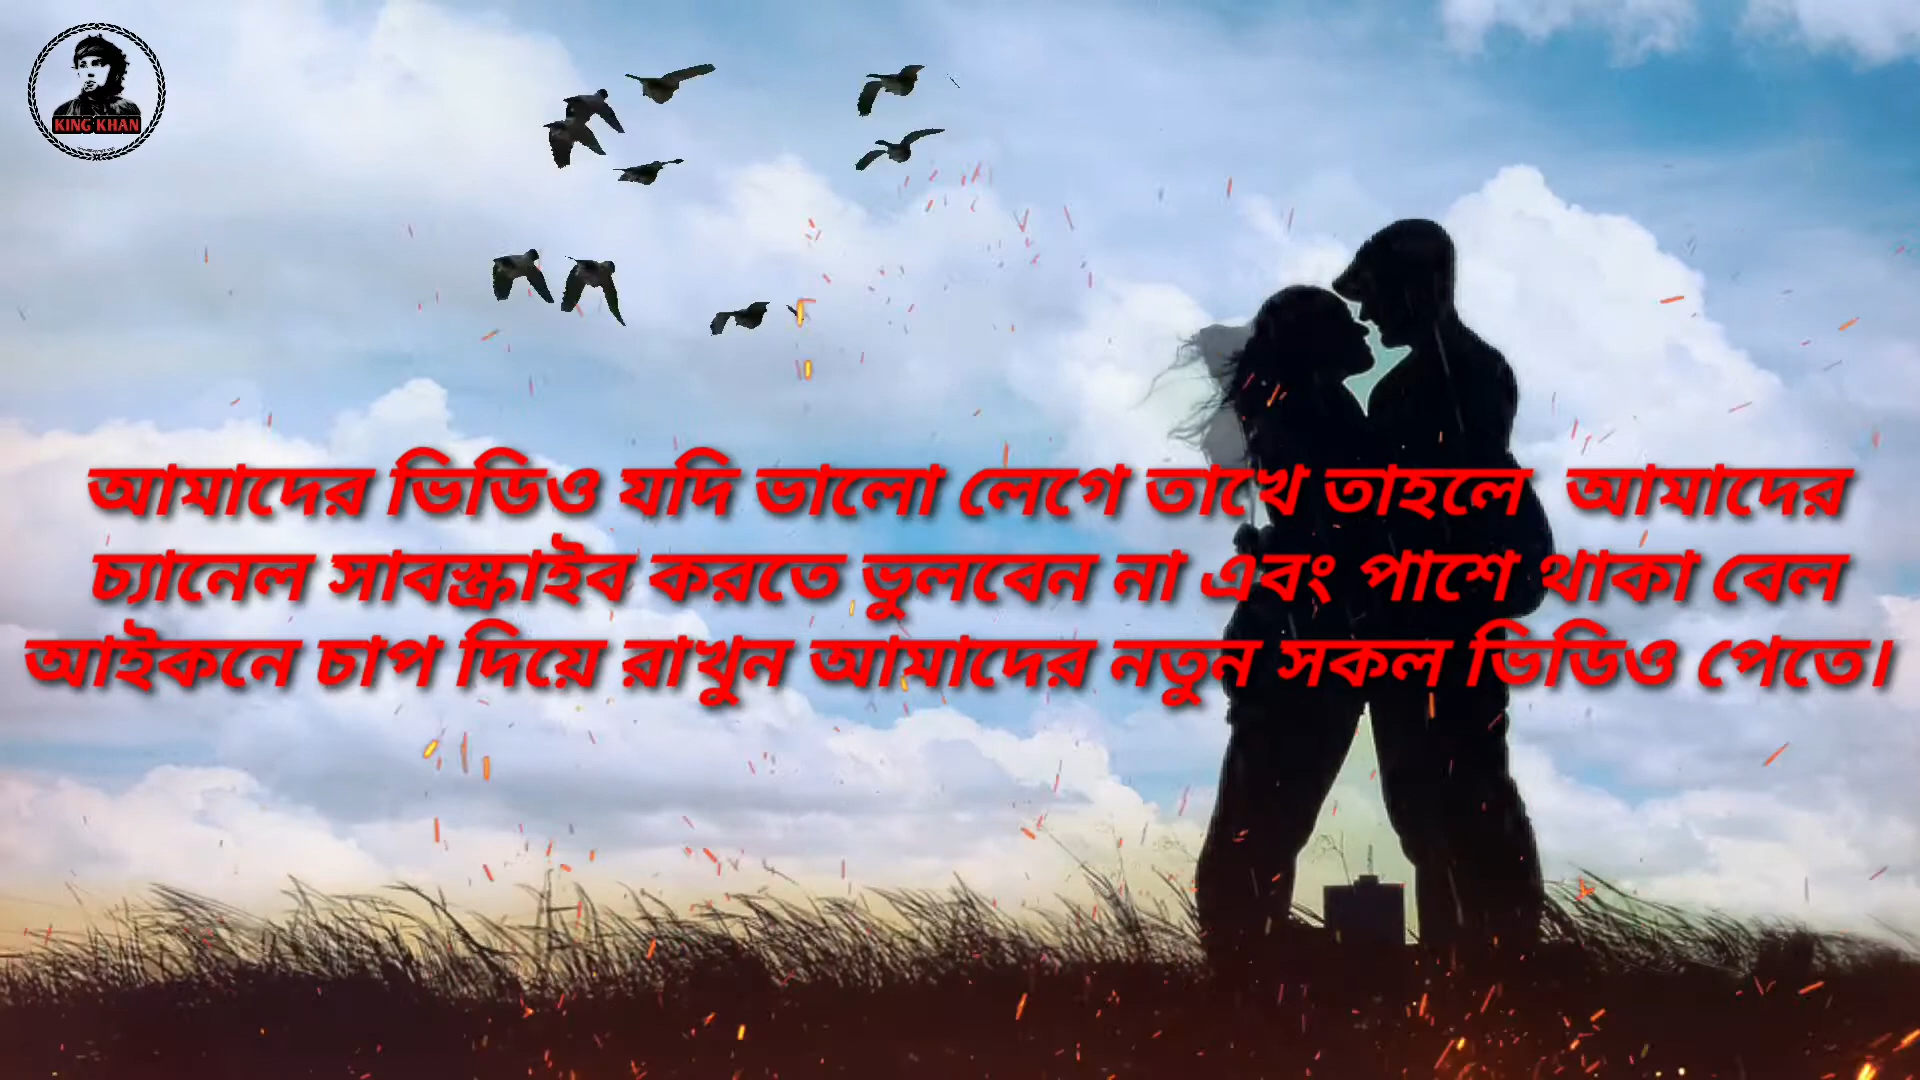 KING KHAN
আমাদের ভিডিও যদি ভালো লেগে তাখে তাহলে আমাদের
চ্যানেল সাবস্ক্রাইব করতে ভুলবেন না এবং পাশে থাকা বেল
আইকনে চাপ দিয়ে রাখুন আমাদের নতুন সকল ভিডিও পেতে।